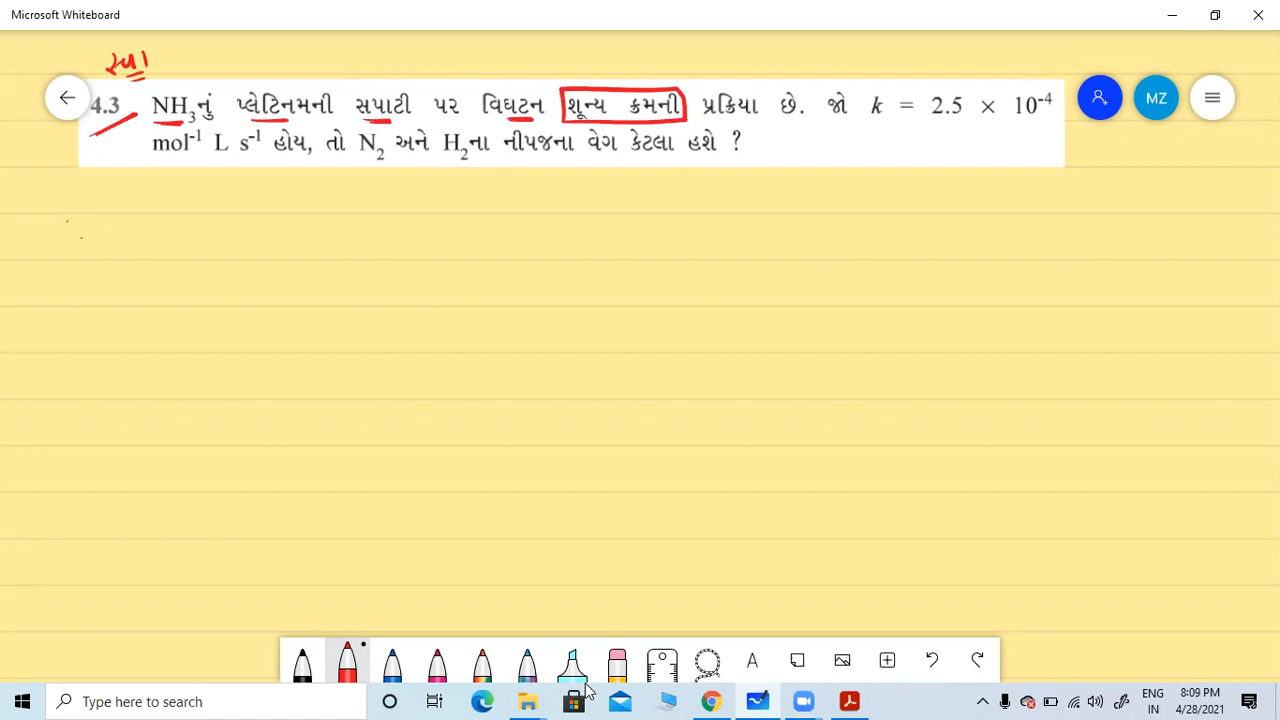 Microsoft Whiteboard
સ્વા
4.3 NH3નું પ્લેટિનમની સપાટી પર વિઘટન શૂન્ય ક્રમની પ્રક્રિયા છે. જો k = 2.5 × 10-4
mol-1 L s-1 હોય, તો N2 અને H2ના નીપજના વેગ કેટલા હશે ?
MZ
A
Type here to search
ENG
IN
8:09 PM
4/28/2021